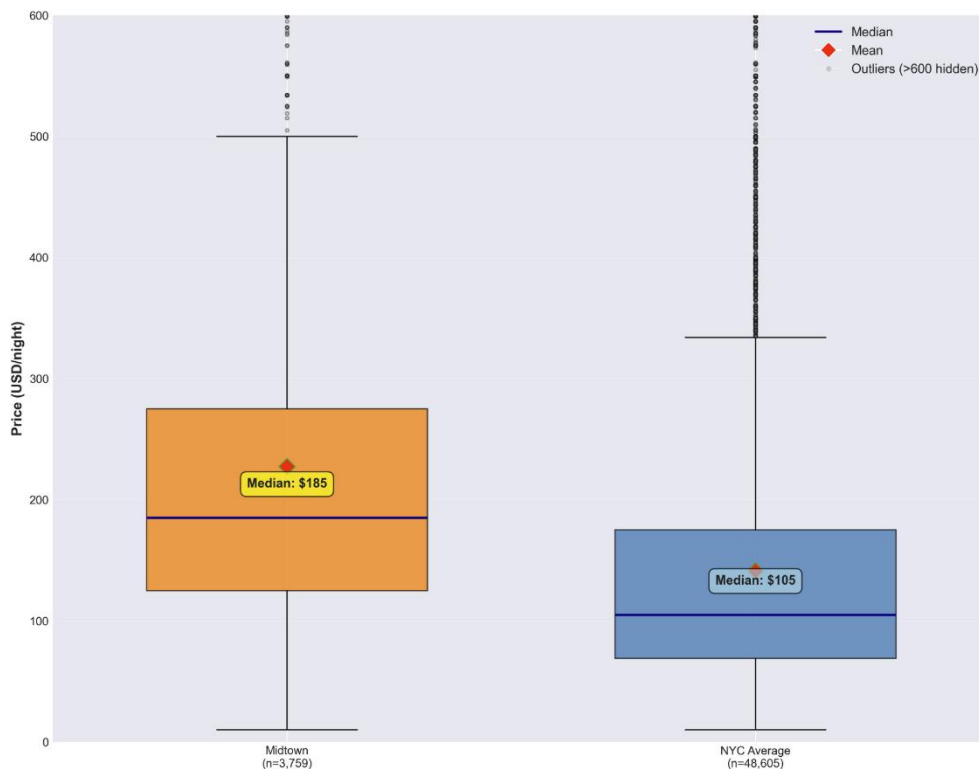 600
500
400
300
200
100
0
Price (USD/night)
Median
Mean
Outliers (>600 hidden)
Median: $185
Median: $105
Midtown
(n=3,759)
NYC Average
(n=48,605)